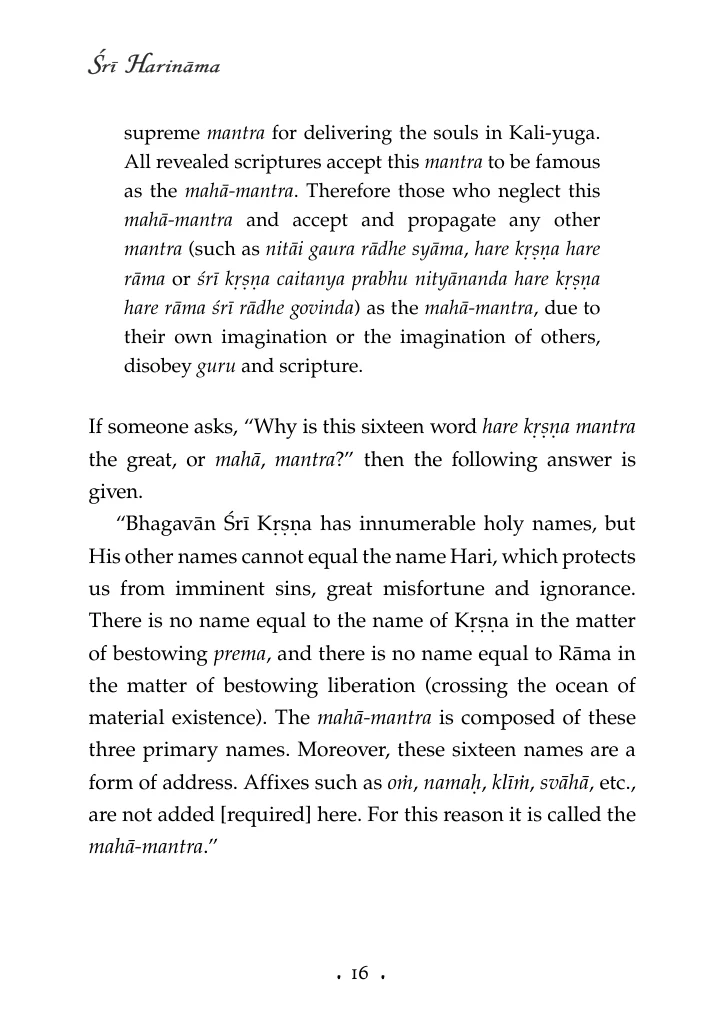 Śrī Harināma
supreme mantra for delivering the souls in Kali-yuga.
All revealed scriptures accept this mantra to be famous
as the mahā-mantra. Therefore those who neglect this
mahā-mantra and accept and propagate any other
mantra (such as nitāi gaura rādhe syāma, hare kṛṣṇa hare
rāma or śrī kṛṣṇa caitanya prabhu nityānanda hare kṛṣṇa
hare rāma śrī rādhe govinda) as the mahā-mantra, due to
their own imagination or the imagination of others,
disobey guru and scripture.
If someone asks, “Why is this sixteen word hare kṛṣṇa mantra
the great, or mahā, mantra?” then the following answer is
given.
“Bhagavān Śrī Kṛṣṇa has innumerable holy names, but
His other names cannot equal the name Hari, which protects
us from imminent sins, great misfortune and ignorance.
There is no name equal to the name of Kṛṣṇa in the matter
of bestowing prema, and there is no name equal to Rāma in
the matter of bestowing liberation (crossing the ocean of
material existence). The mahā-mantra is composed of these
three primary names. Moreover, these sixteen names are a
form of address. Affixes such as oṁ, namaḥ, klīṁ, svāhā, etc.,
are not added [required] here. For this reason it is called the
mahā-mantra.”
. 16 .